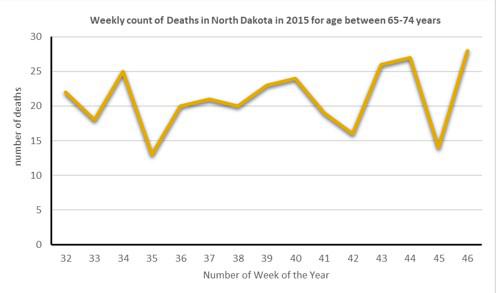 Weekly count of Deaths in North Dakota in 2015 for age between 65-74 years
30
25
20
15
10
5
0
number of deaths
32 33 34 35 36 37 38 39 40 41 42 43 44 45 46
Number of Week of the Year